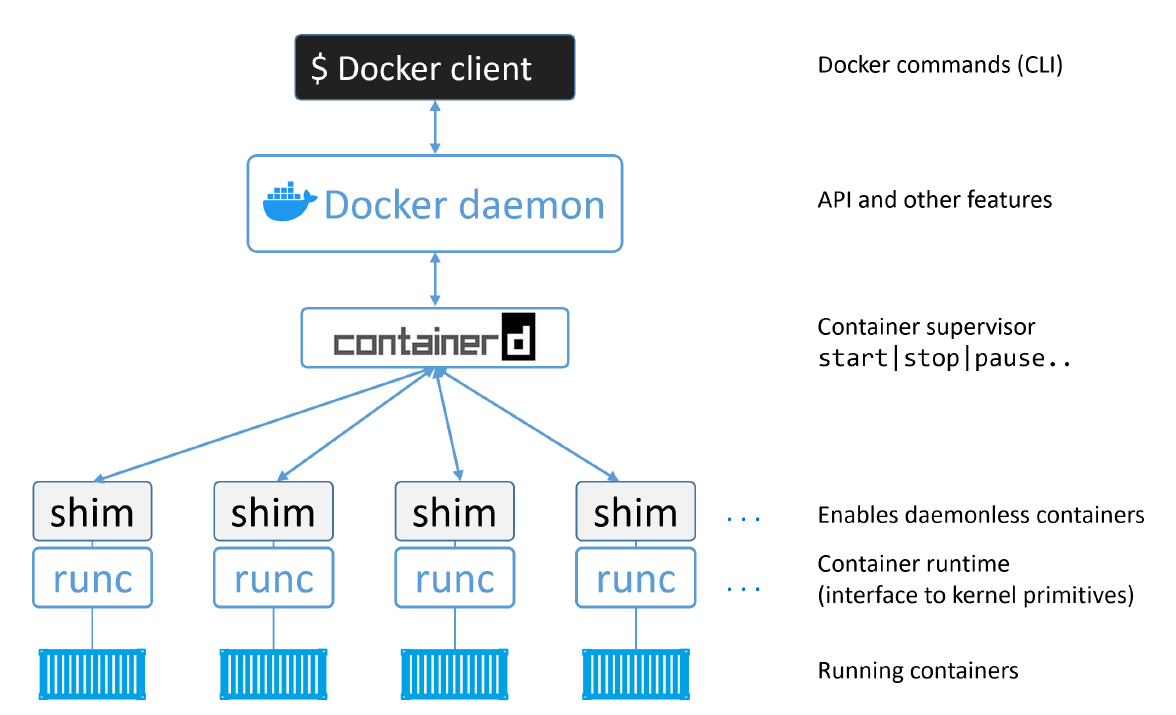 $ Docker client
Docker commands (CLI)
Docker daemon
API and other features
containerd
Container supervisor
start|stop|pause..
shim shim shim shim ...
Enables daemonless containers
runc runc runc runc ...
Container runtime
(interface to kernel primitives)
Running containers